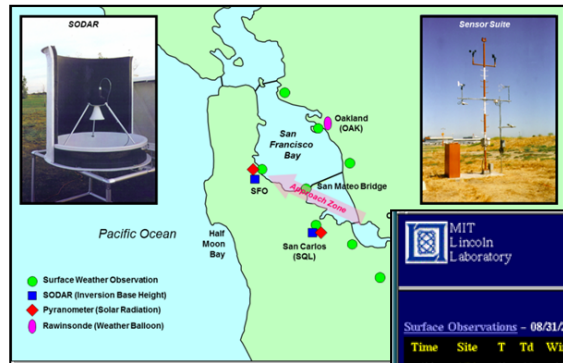 SODAR
Sensor Suite
Oakland
(OAK)
San
Francisco
Bay
SFO
San Mateo Bridge
Approach Zone
Pacific Ocean
Half
Moon
Bay
San Carlos
(SQL)
Surface Weather Observation
SODAR (Inversion Base Height)
Pyranometer (Solar Radiation)
Rawinsonde (Weather Balloon)
MIT
Lincoln
Laboratory
Surface Observations - 08/31/2
Time Site T Td Wi